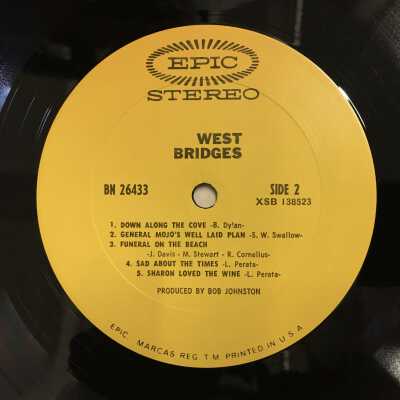 EPIC
STEREO
WEST
BRIDGES
BN 26433
SIDE 2
XSB 138523
1. DOWN ALONG THE COVE -B. Dylan-
2. GENERAL MOJO'S WELL LAID PLAN -S. W. Swallow-
3. FUNERAL ON THE BEACH
-J. Davis - M. Stewart - R. Cornelius-
4. SAD ABOUT THE TIMES -L. Perata-
5. SHARON LOVED THE WINE -L. Perata-
PRODUCED BY BOB JOHNSTON
EPIC. MARCAS REG. T M PRINTED IN U.S.A